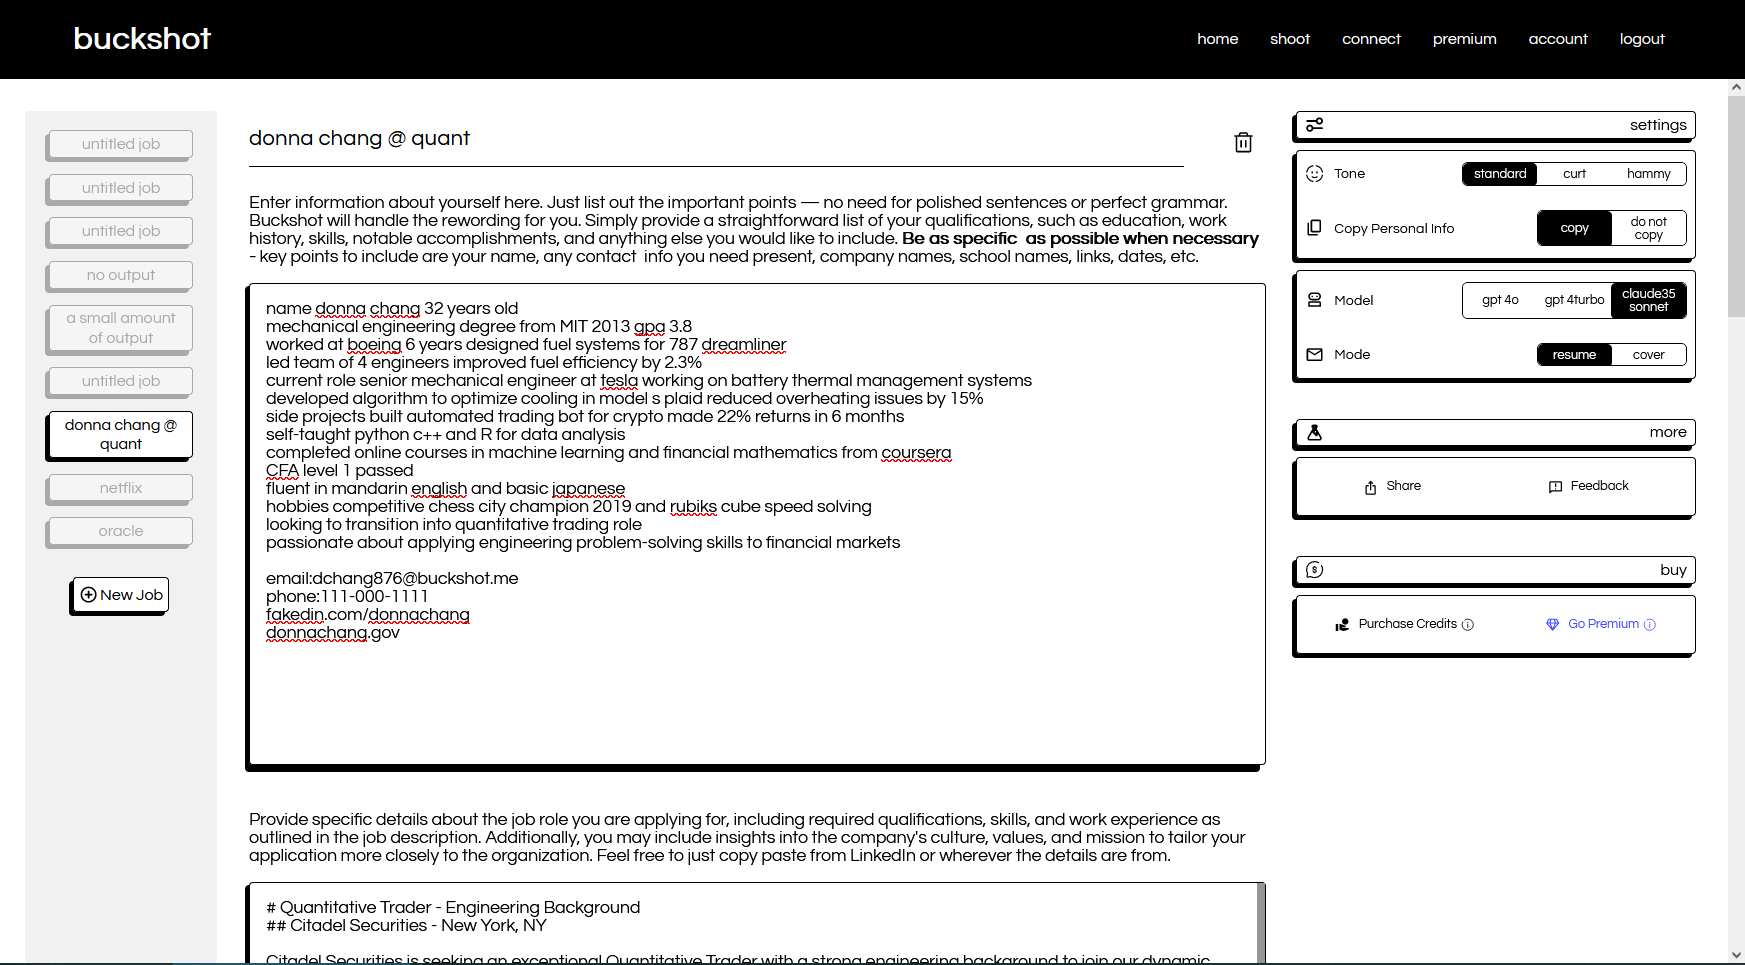 buckshot
home
shoot
connect
premium
account
logout
untitled job
untitled job
untitled job
no output
a small amount
of output
untitled job
donna chang @
quant
netflix
oracle
New Job
donna chang @ quant
Enter information about yourself here. Just list out the important points — no need for polished sentences or perfect grammar.
Buckshot will handle the rewording for you. Simply provide a straightforward list of your qualifications, such as education, work
history, skills, notable accomplishments, and anything else you would like to include. Be as specific as possible when necessary
- key points to include are your name, any contact info you need present, company names, school names, links, dates, etc.
name donna chang 32 years old
mechanical engineering degree from MIT 2013 gpa 3.8
worked at boeing 6 years designed fuel systems for 787 dreamliner
led team of 4 engineers improved fuel efficiency by 2.3%
current role senior mechanical engineer at tesla working on battery thermal management systems
developed algorithm to optimize cooling in model s plaid reduced overheating issues by 15%
side projects built automated trading bot for crypto made 22% returns in 6 months
self-taught python c++ and R for data analysis
completed online courses in machine learning and financial mathematics from coursera
CFA level 1 passed
fluent in mandarin english and basic japanese
hobbies competitive chess city champion 2019 and rubiks cube speed solving
looking to transition into quantitative trading role
passionate about applying engineering problem-solving skills to financial markets
email:dchang876@buckshot.me
phone:111-000-1111
fakedin.com/donnachang
donnachang.gov
Provide specific details about the job role you are applying for, including required qualifications, skills, and work experience as
outlined in the job description. Additionally, you may include insights into the company's culture, values, and mission to tailor your
application more closely to the organization. Feel free to just copy paste from LinkedIn or wherever the details are from.
# Quantitative Trader - Engineering Background
## Citadel Securities - New York, NY
Citadel Securities is seeking an exceptional Quantitative Trader with a strong engineering background to join our dynamic
settings
Tone
standard
curt
hammy
Copy Personal Info
copy
do not
copy
Model
gpt 4o
gpt 4turbo
claude35
sonnet
Mode
resume
cover
more
Share
Feedback
buy
Purchase Credits
Go Premium